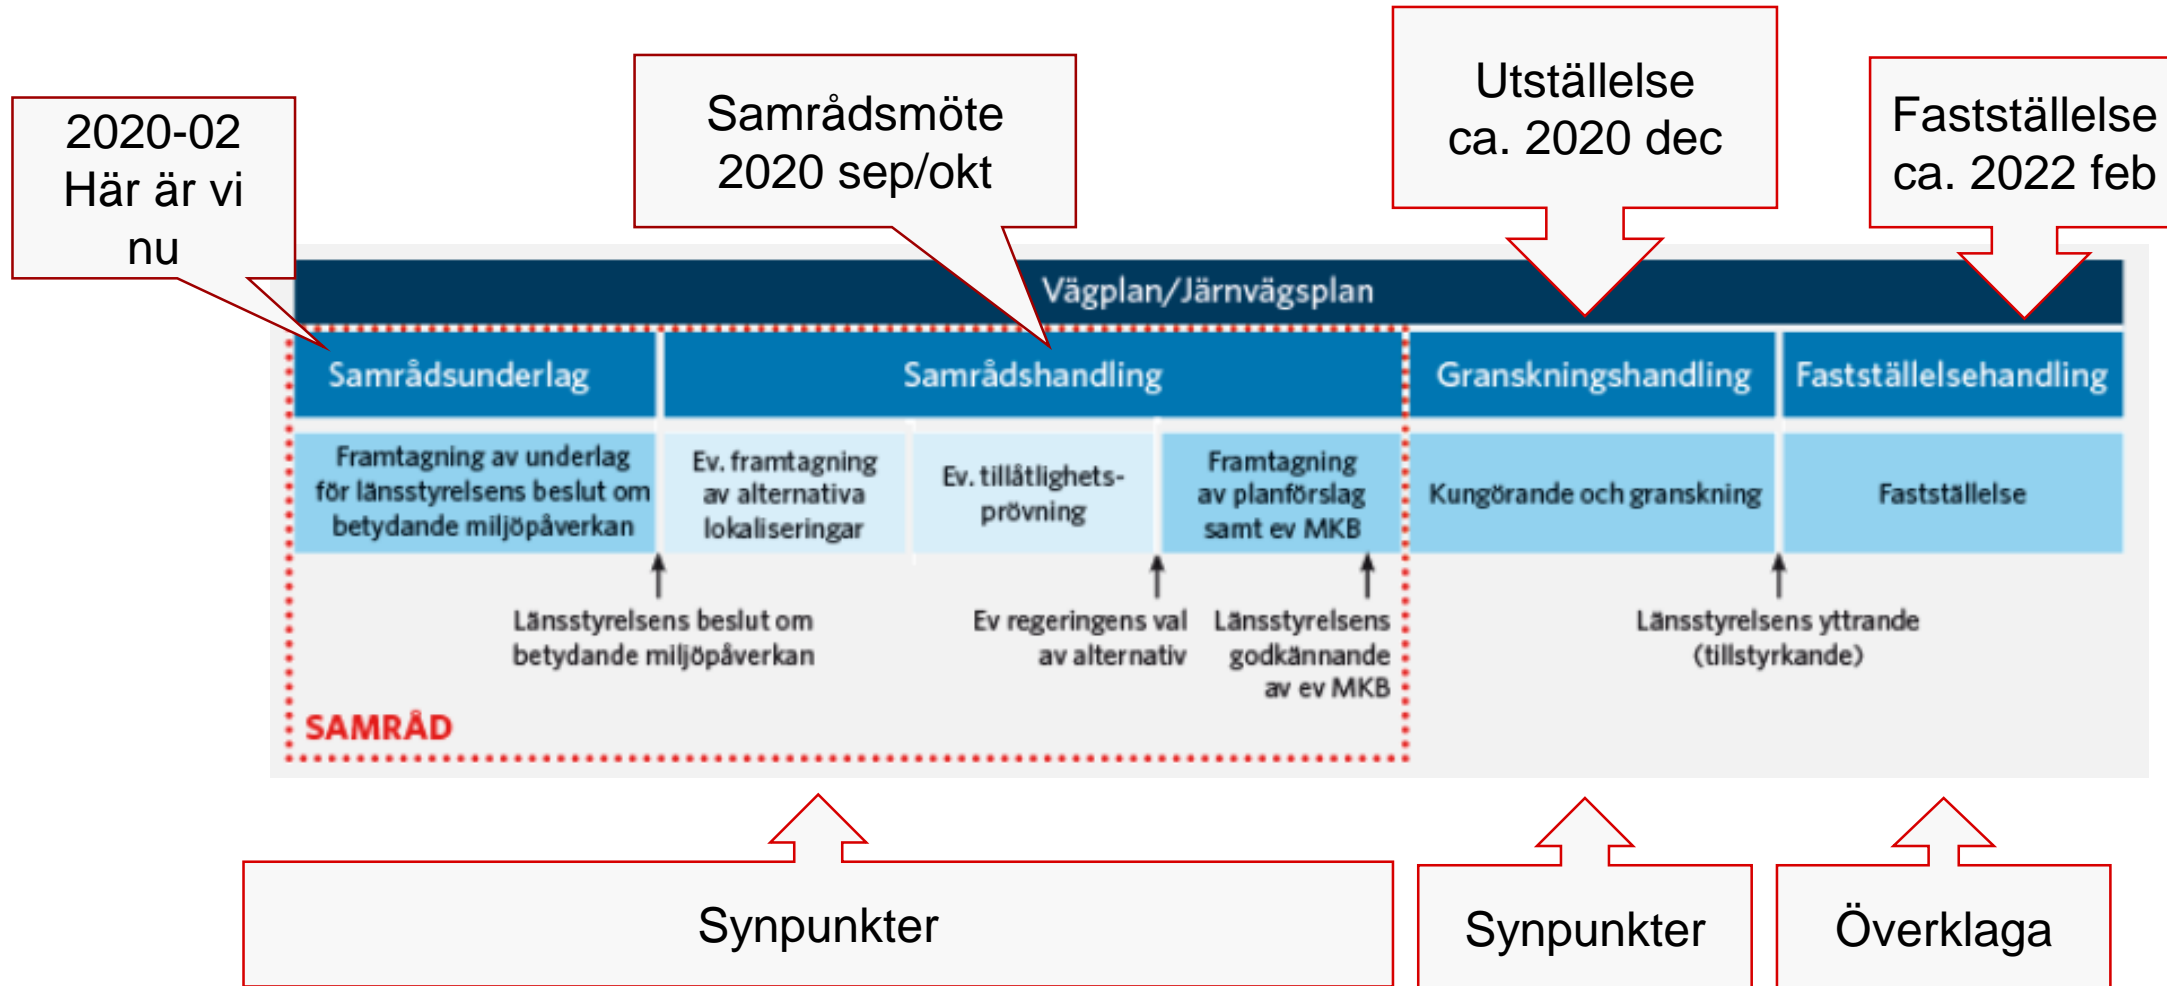 2020-02
Här är vi
nu
Samrådsmöte
2020 sep/okt
Utställelse
ca. 2020 dec
Fastställelse
ca. 2022 feb
Vägplan/Järnvägsplan
Samrådsunderlag
Samrådshandling
Granskningshandling
Fastställelsehandling
Framtagning av underlag
för länsstyrelsens beslut om
betydande miljöpåverkan
Ev. framtagning
av alternativa
lokaliseringar
Ev. tillåtlighets-
prövning
Framtagning
av planförslag
samt ev MKB
Kungörande och granskning
Fastställelse
Länsstyrelsens beslut om
betydande miljöpåverkan
Ev regeringens val
av alternativ
Länsstyrelsens
godkännande
av ev MKB
Länsstyrelsens yttrande
(tillstyrkande)
SAMRÅD
Synpunkter
Synpunkter
Överklaga